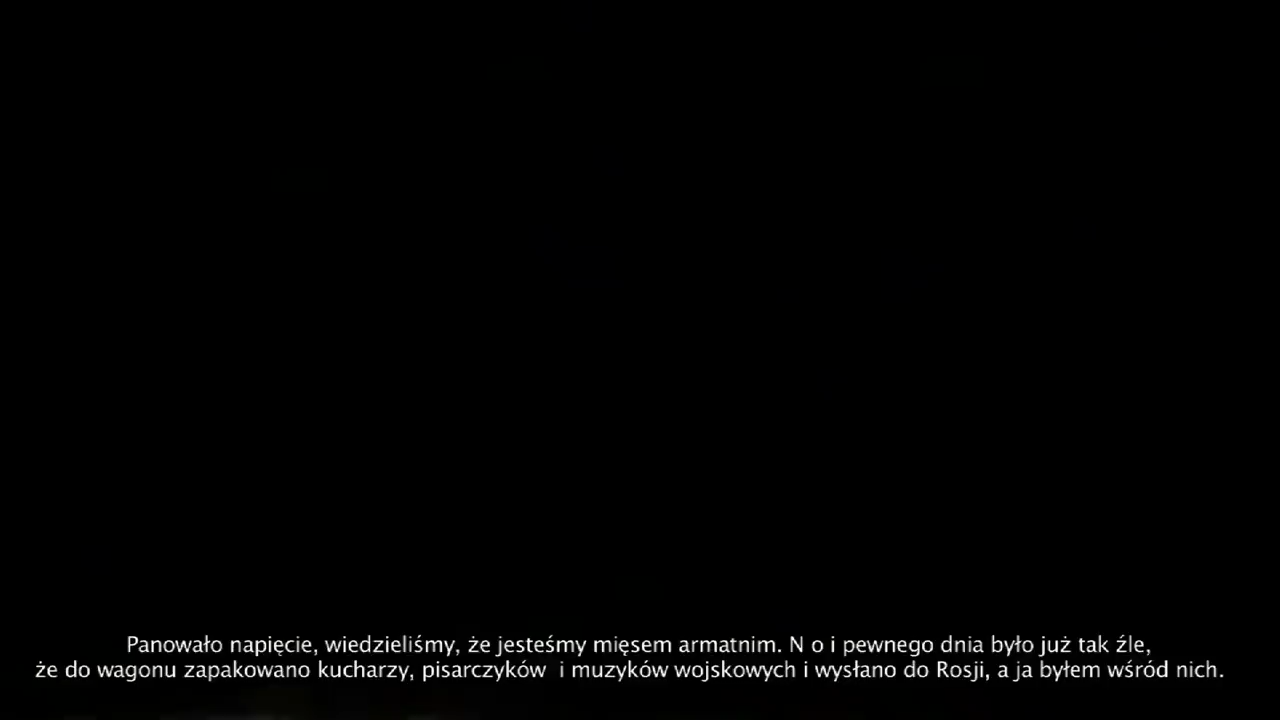 Panowało napięcie, wiedzieliśmy, że jesteśmy mięsem armatnim. N o i pewnego dnia było już tak źle,
że do wagonu zapakowano kucharzy, pisarczyków  i muzyków wojskowych i wysłano do Rosji, a ja byłem wśród nich.